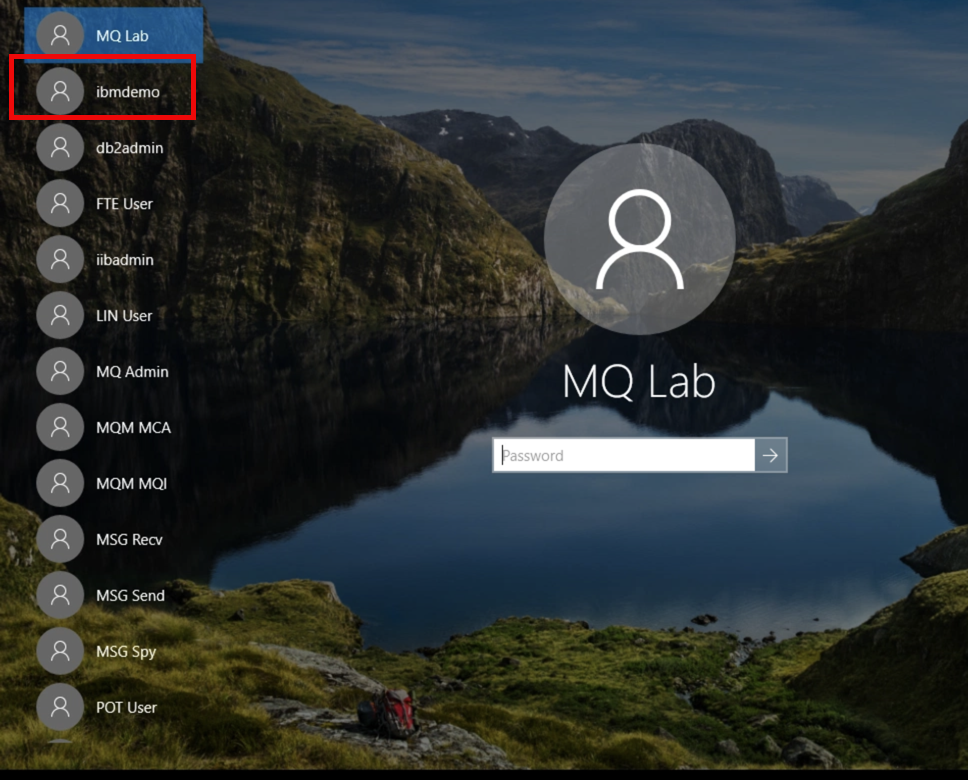 MQ Lab
ibmdemo
db2admin
FTE User
iibadmin
LIN User
MQ Admin
MQM MCA
MQM MQI
MSG Recv
MSG Send
MSG Spy
POT User
MQ Lab
Password